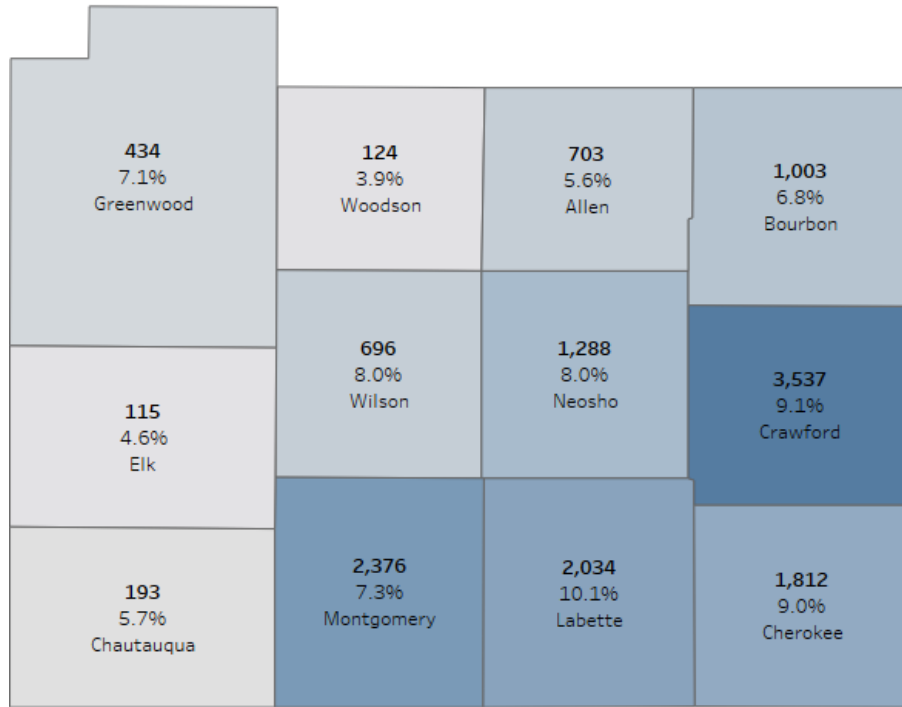 434
7.1%
Greenwood
124
3.9%
Woodson
703
5.6%
Allen
1,003
6.8%
Bourbon
696
8.0%
Wilson
1,288
8.0%
Neosho
3,537
9.1%
Crawford
115
4.6%
Elk
193
5.7%
Chautauqua
2,376
7.3%
Montgomery
2,034
10.1%
Labette
1,812
9.0%
Cherokee